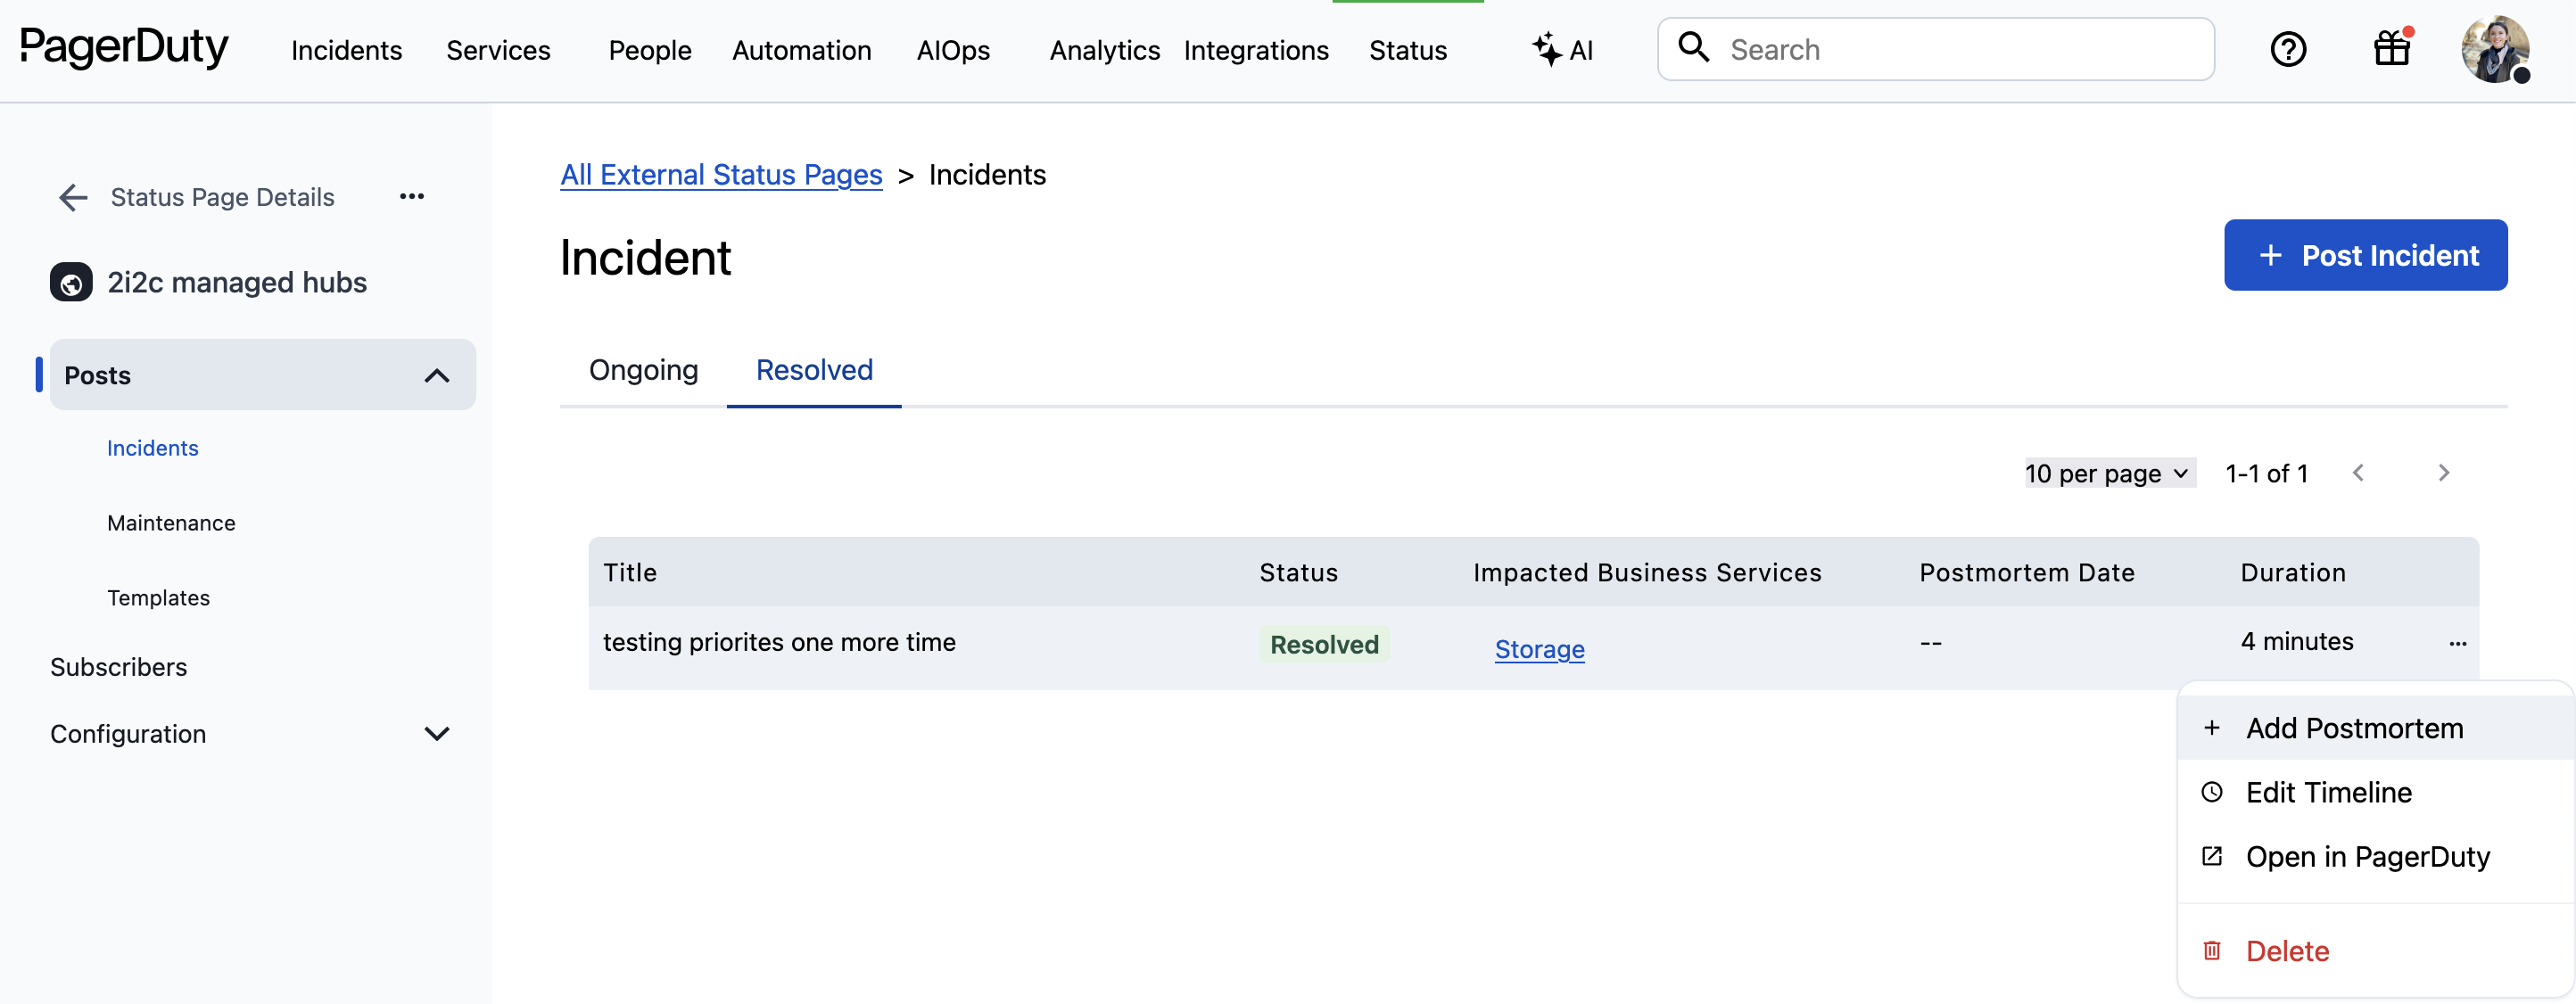 PagerDuty Incidents Services People Automation AIOps Analytics Integrations Status AI Search
Status Page Details
2i2c managed hubs
Posts
Incidents
Maintenance
Templates
Subscribers
Configuration
All External Status Pages > Incidents
Incident
+ Post Incident
Ongoing Resolved
10 per page 1-1 of 1
Title Status Impacted Business Services Postmortem Date Duration
testing priorites one more time Resolved Storage -- 4 minutes
+ Add Postmortem
Edit Timeline
Open in PagerDuty
Delete